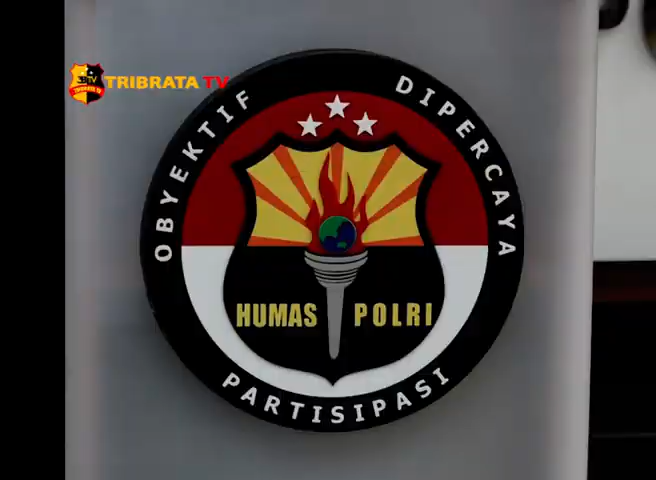 TRIBRATA TV
OBYEKTIF
DIPERCAYA
HUMAS POLRI
PARTISIPASI